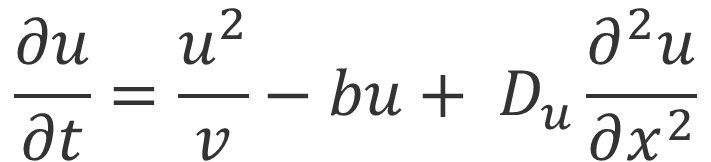 ∂u/∂t = u²/v − bu + D_u ∂²u/∂x²